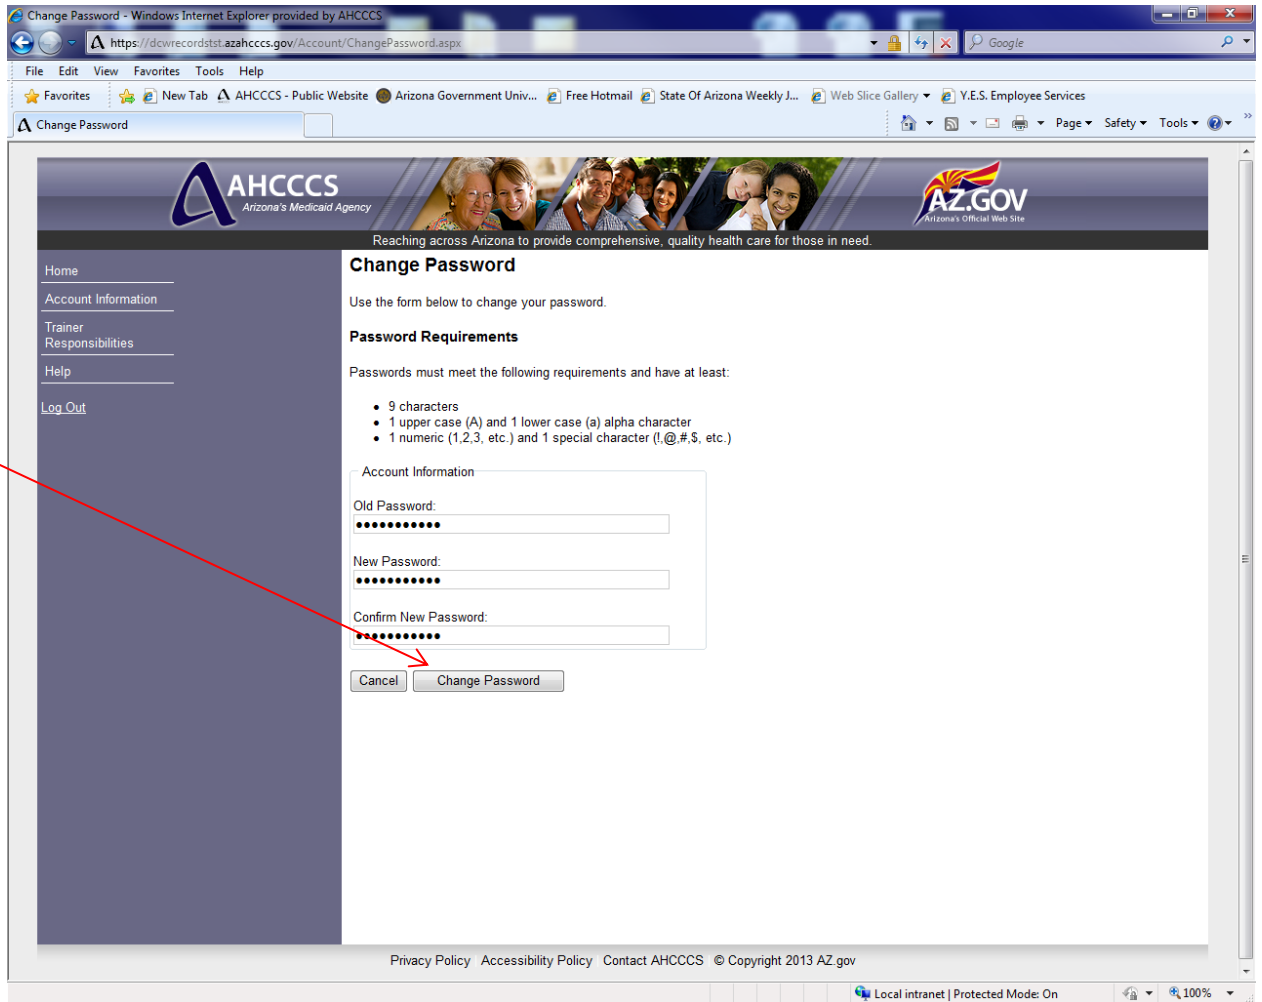 Change Password - Windows Internet Explorer provided by AHCCCS
https://dcwrecordstst.azahcccs.gov/Account/ChangePassword.aspx
Google
File Edit View Favorites Tools Help
Favorites New Tab AHCCCS - Public Website Arizona Government Univ... Free Hotmail State Of Arizona Weekly J... Web Slice Gallery Y.E.S. Employee Services
Change Password
Page Safety Tools
AHCCCS
Arizona's Medicaid Agency
AZ.GOV
Arizona's Official Web Site
Reaching across Arizona to provide comprehensive, quality health care for those in need.
Home
Account Information
Trainer
Responsibilities
Help
Log Out
Change Password
Use the form below to change your password.
Password Requirements
Passwords must meet the following requirements and have at least:
• 9 characters
• 1 upper case (A) and 1 lower case (a) alpha character
• 1 numeric (1,2,3, etc.) and 1 special character (!,@,#,$, etc.)
Account Information
Old Password:
•••••••••••
New Password:
•••••••••••
Confirm New Password:
•••••••••••
Cancel Change Password
Privacy Policy Accessibility Policy Contact AHCCCS © Copyright 2013 AZ.gov
Local intranet | Protected Mode: On 100%